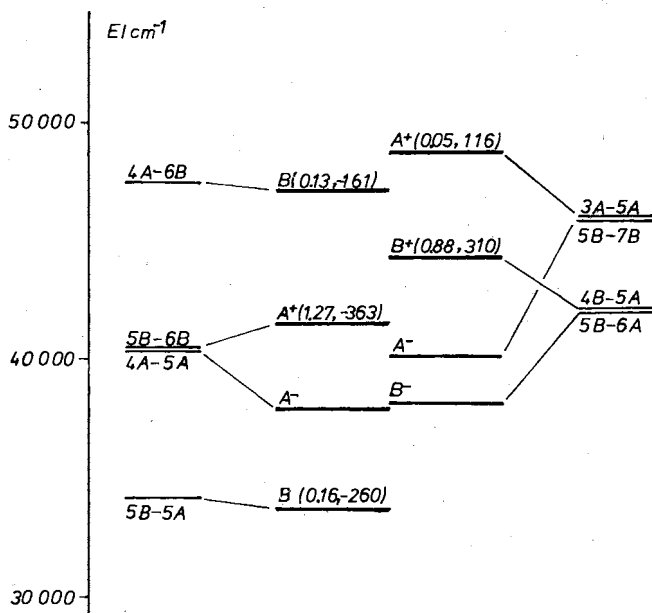 E/cm⁻¹
50 000
A+(0.05, 116)
4A-6B
B(0.13,-161)
3A-5A
5B-7B
B+(0.88, 310)
A+(1.27,-363)
4B-5A
5B-6A
5B-6B
4A-5A
40 000
A-
A-
B-
B (0.16,-260)
5B-5A
30 000